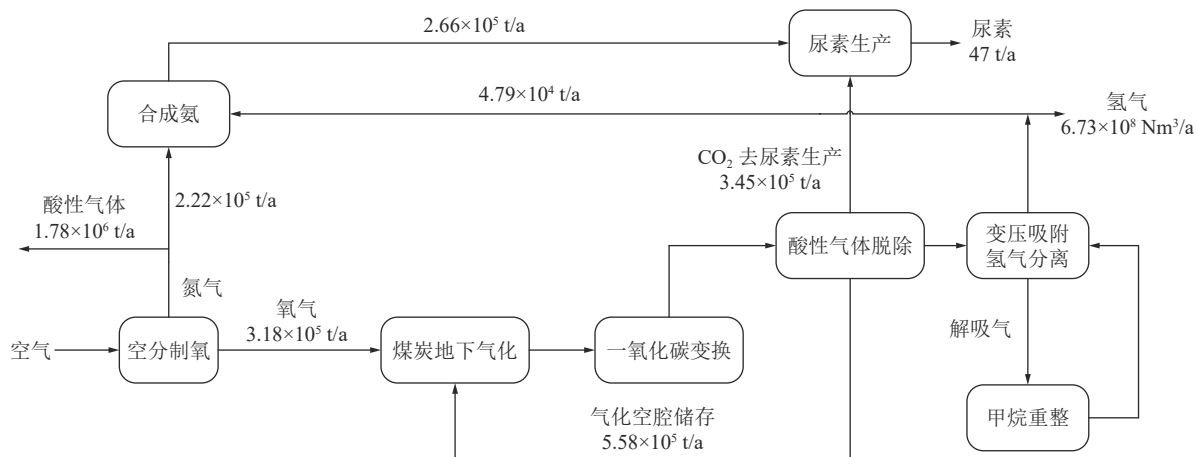 2.66×10⁵ t/a
尿素生产
尿素
47 t/a
合成氨
4.79×10⁴ t/a
氢气
6.73×10⁸ Nm³/a
CO₂ 去尿素生产
3.45×10⁵ t/a
酸性气体
1.78×10⁶ t/a
2.22×10⁵ t/a
酸性气体脱除
变压吸附
氢气分离
氮气
氧气
3.18×10⁵ t/a
解吸气
空气
空分制氧
煤炭地下气化
一氧化碳变换
甲烷重整
气化空腔储存
5.58×10⁵ t/a